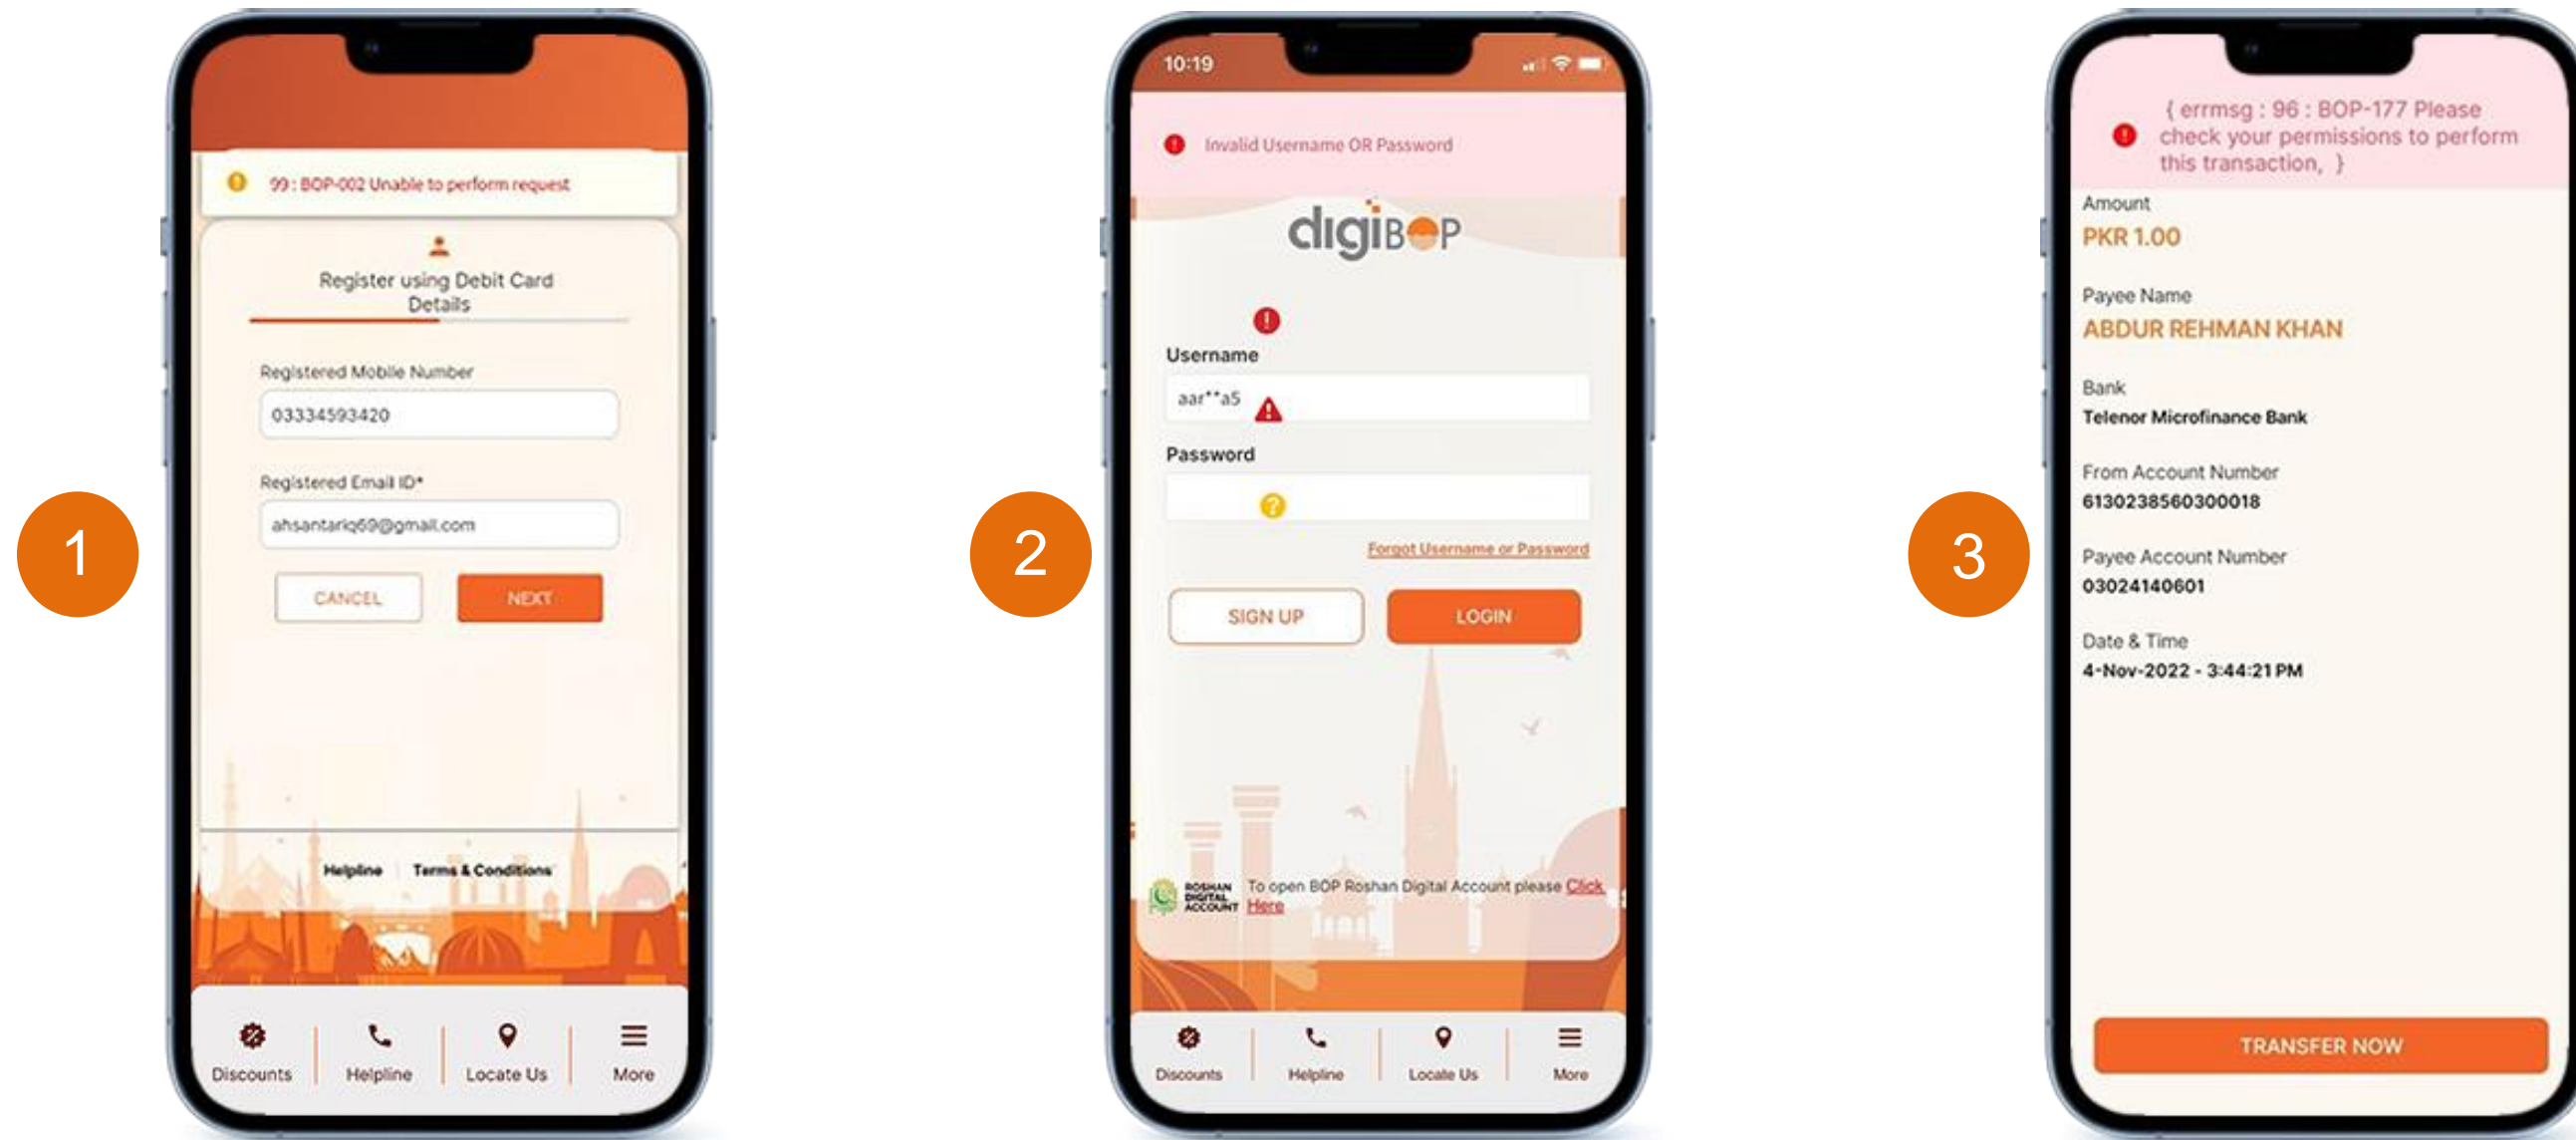 1
99 : BOP-002 Unable to perform request
Register using Debit Card
Details
Registered Mobile Number
03334593420
Registered Email ID*
ahsantariq69@gmail.com
CANCEL
NEXT
Helpline
Terms & Conditions
Discounts
Helpline
Locate Us
More
2
10:19
Invalid Username OR Password
digiBOP
Username
aar**a5
Password
Forgot Username or Password
SIGN UP
LOGIN
ROSHAN
DIGITAL
ACCOUNT
To open BOP Roshan Digital Account please Click
Here
Discounts
Helpline
Locate Us
More
3
{ errmsg : 96 : BOP-177 Please
check your permissions to perform
this transaction, }
Amount
PKR 1.00
Payee Name
ABDUR REHMAN KHAN
Bank
Telenor Microfinance Bank
From Account Number
6130238560300018
Payee Account Number
03024140601
Date & Time
4-Nov-2022 - 3:44:21 PM
TRANSFER NOW